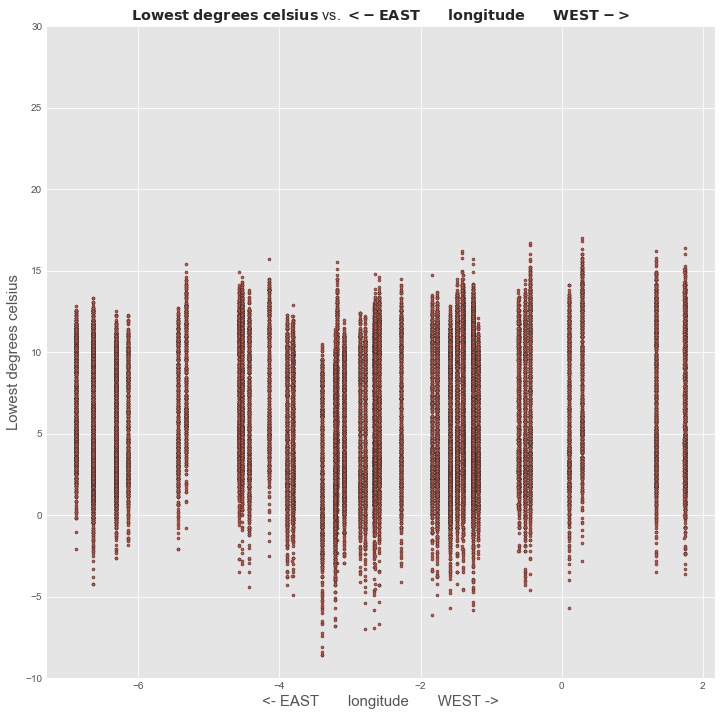 Lowest degrees celsius vs. <-EAST longitude WEST->
30
25
20
15
10
5
0
−5
−10
Lowest degrees celsius
−6 −4 −2 0 2
<- EAST longitude WEST ->